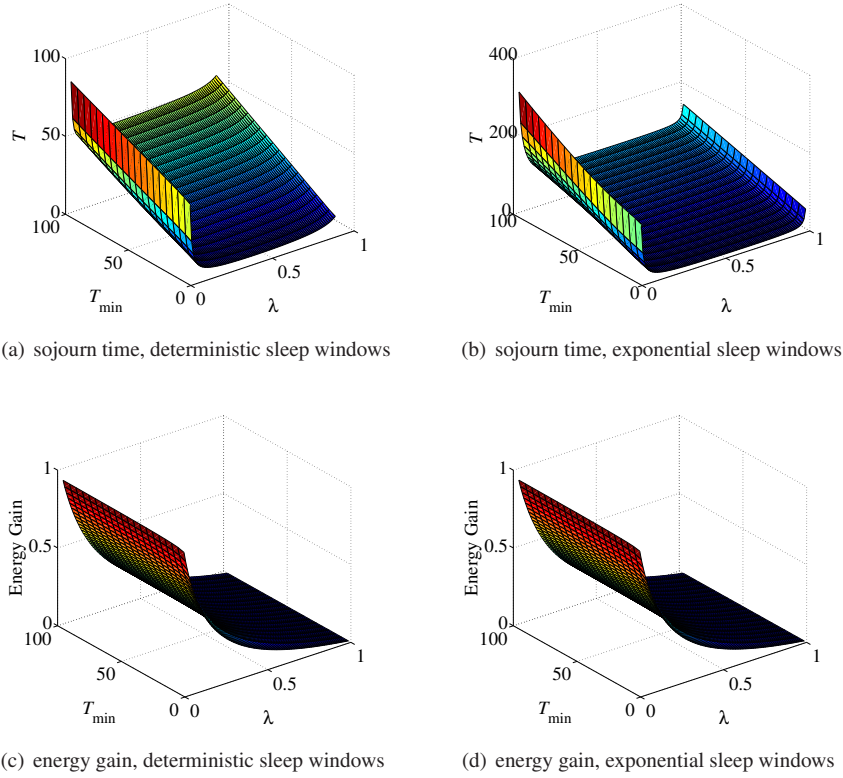 100
50
0
T
100
50
0
T_min
0
0.5
1
λ
400
200
0
T
100
50
0
T_min
0
0.5
1
λ
(a) sojourn time, deterministic sleep windows
(b) sojourn time, exponential sleep windows
1
0.5
0
Energy Gain
100
50
0
T_min
0
0.5
1
λ
1
0.5
0
Energy Gain
100
50
0
T_min
0
0.5
1
λ
(c) energy gain, deterministic sleep windows
(d) energy gain, exponential sleep windows